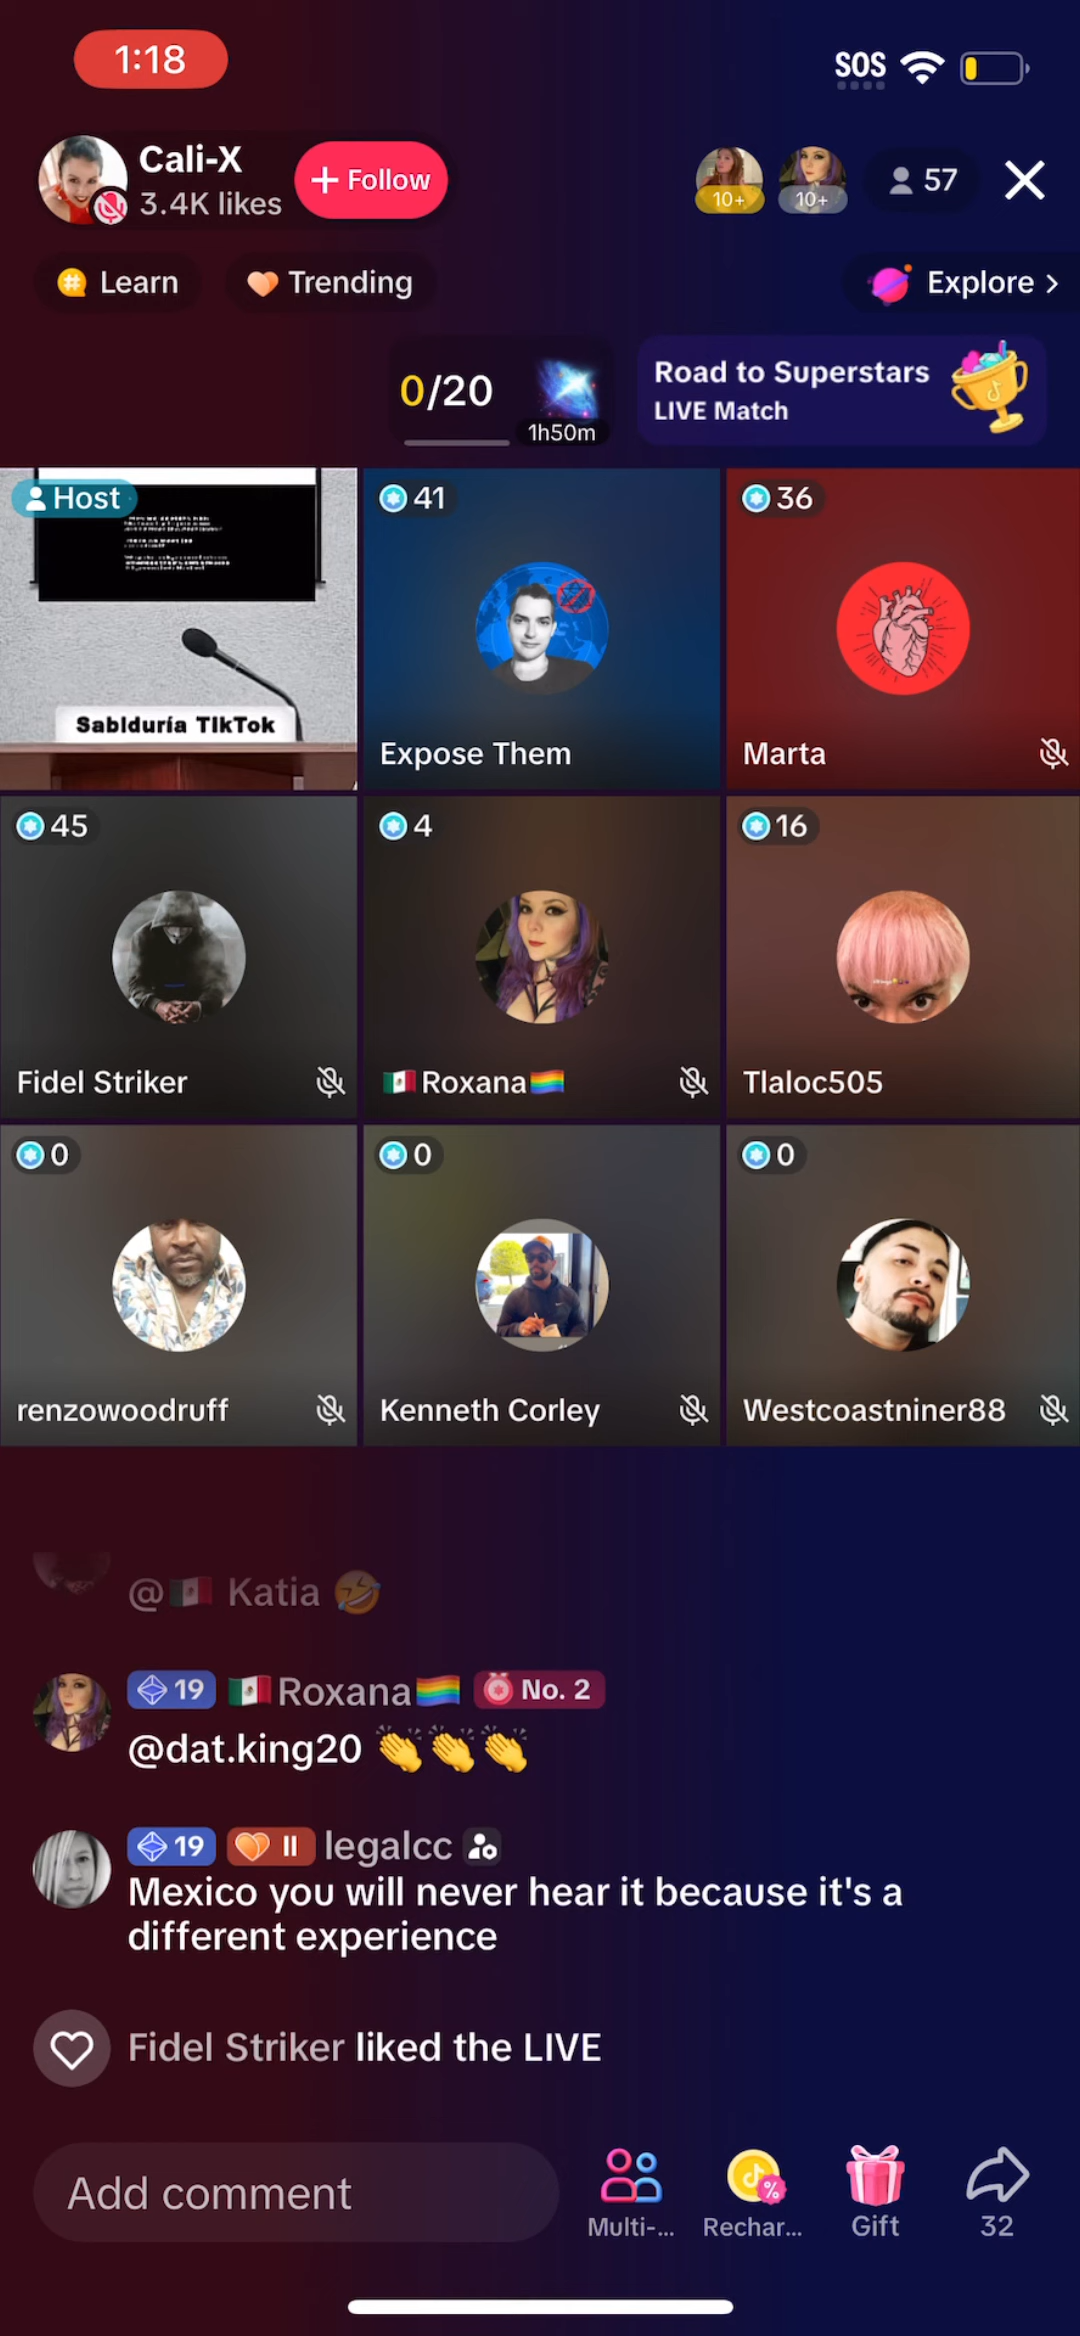 1:18
SOS
Cali-X
3.4K likes
+ Follow
10+
10+
57
Learn
Trending
Explore >
0/20
1h50m
Road to Superstars
LIVE Match
Host
Sabiduría TikTok
41
Expose Them
36
Marta
45
Fidel Striker
4
🇲🇽Roxana🏳️‍🌈
16
Tlaloc505
0
renzowoodruff
0
Kenneth Corley
0
Westcoastniner88
@🇲🇽 Katia 🤣
19 🇲🇽Roxana🏳️‍🌈 No. 2
@dat.king20 👏👏👏
19 II legalcc
Mexico you will never hear it because it's a
different experience
Fidel Striker liked the LIVE
Add comment
Multi-...
Rechar...
Gift
32